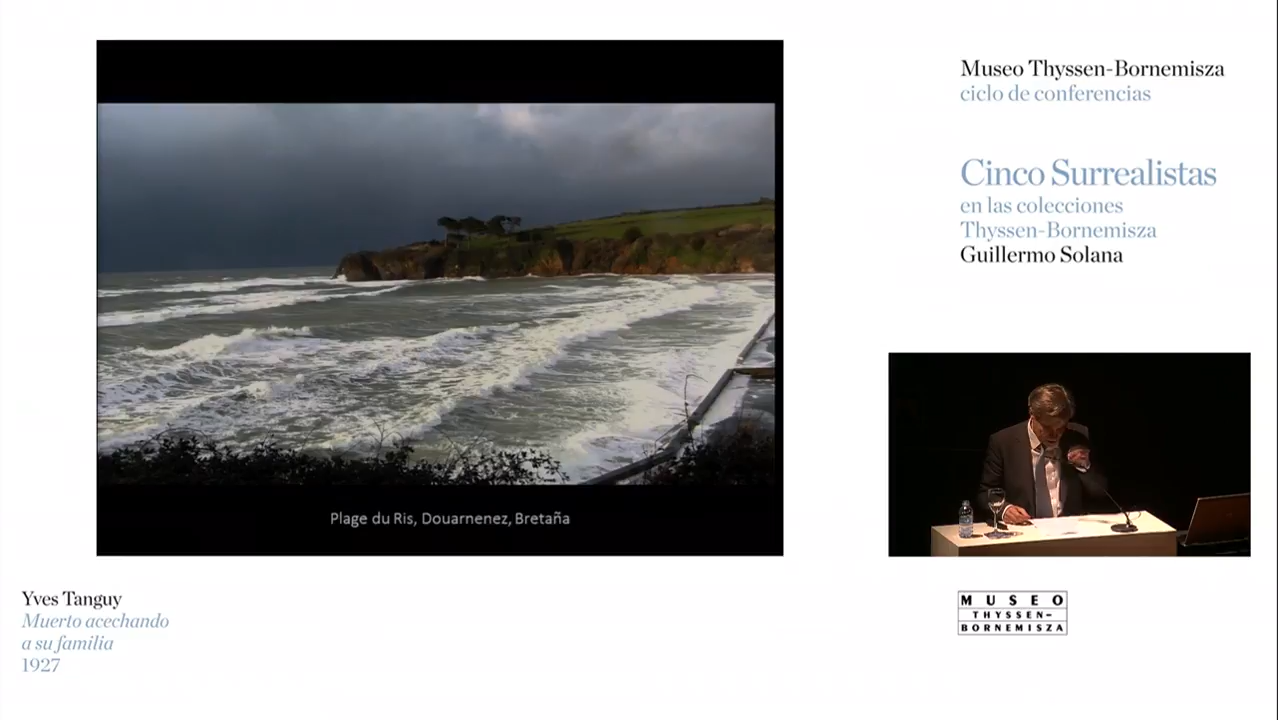 Museo Thyssen-Bornemisza
ciclo de conferencias
Cinco Surrealistas
en las colecciones
Thyssen-Bornemisza
Guillermo Solana
Plage du Ris, Douarnenez, Bretaña
Yves Tanguy
Muerto acechando
a su familia
1927
MUSEO
THYSSEN-
BORNEMISZA